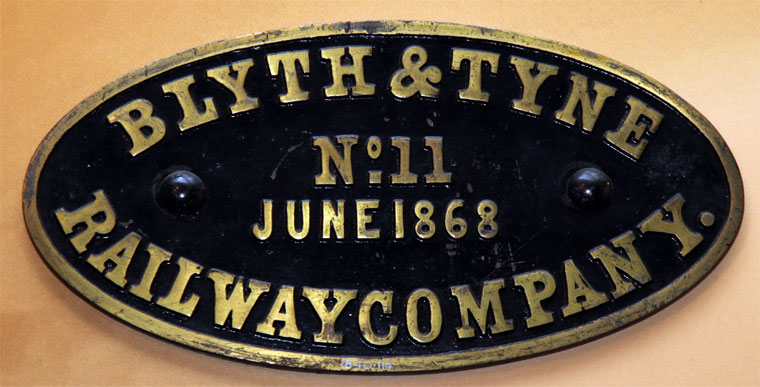 BLYTH & TYNE
No: 11
JUNE 1868
RAILWAY COMPANY.